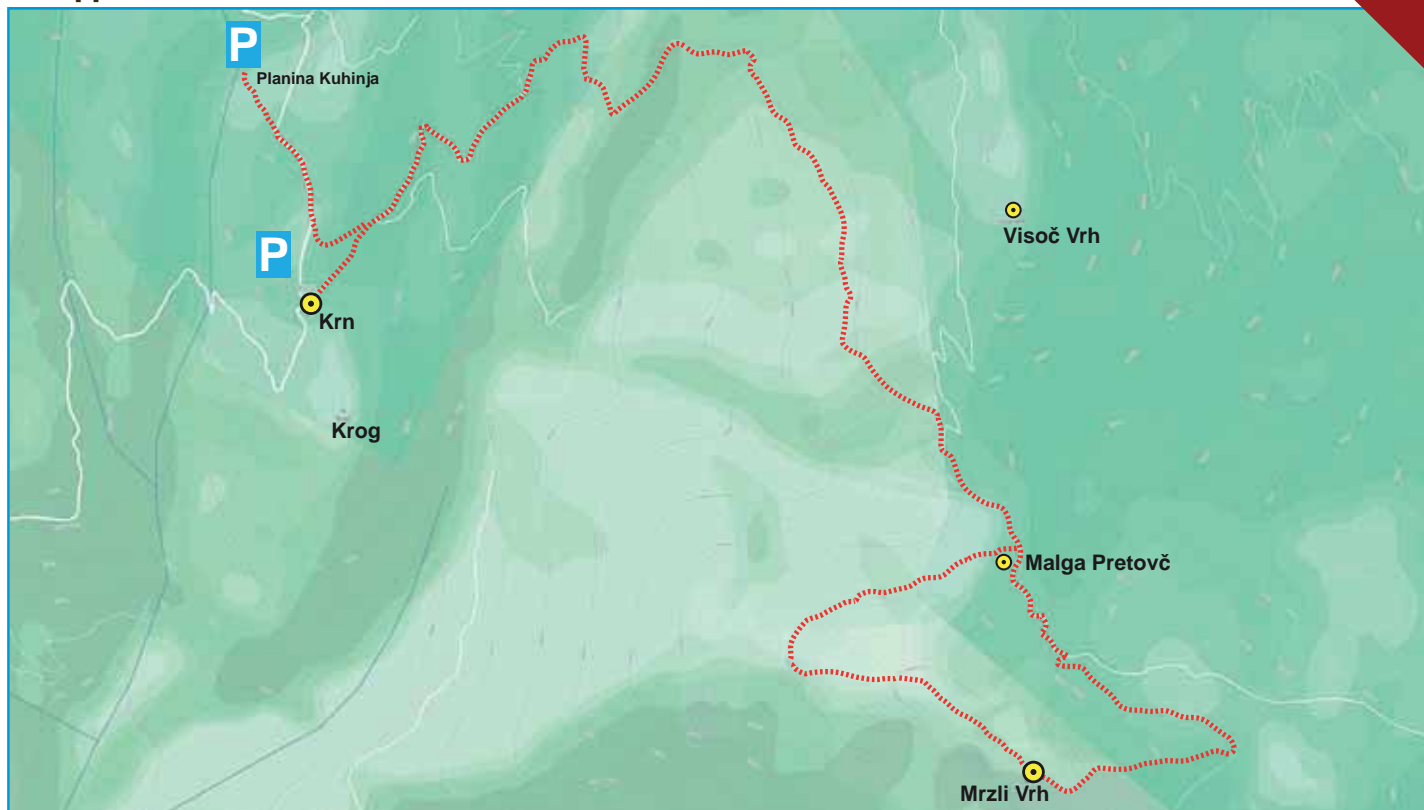 P
Planina Kuhinja
Visoč Vrh
P
Krn
Krog
Malga Pretovč
Mrzli Vrh